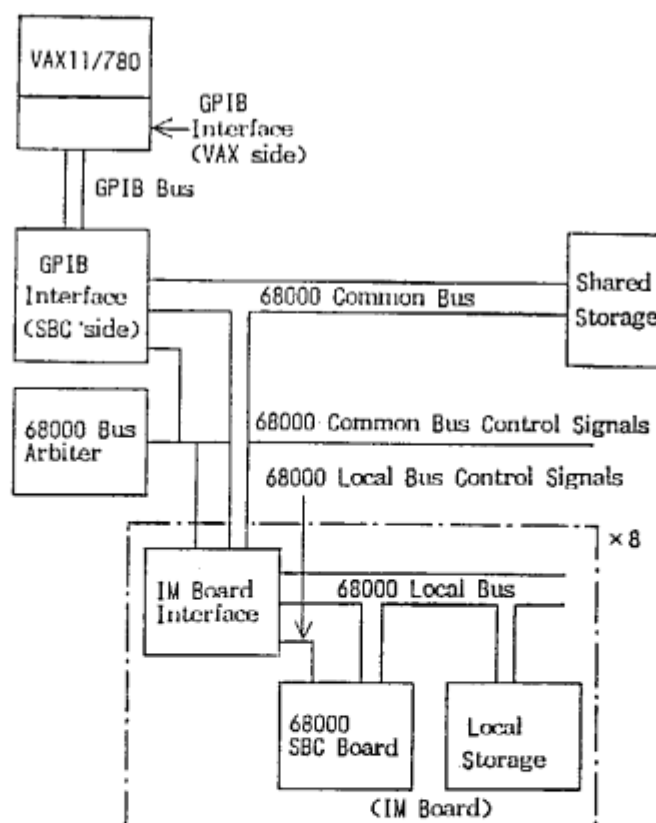 VAX11/780
GPIB
Interface
(VAX side)
GPIB Bus
GPIB
Interface
(SBC side)
68000 Common Bus
Shared
Storage
68000 Bus
Arbiter
68000 Common Bus Control Signals
68000 Local Bus Control Signals
×8
IM Board
Interface
68000 Local Bus
68000
SBC Board
Local
Storage
(IM Board)